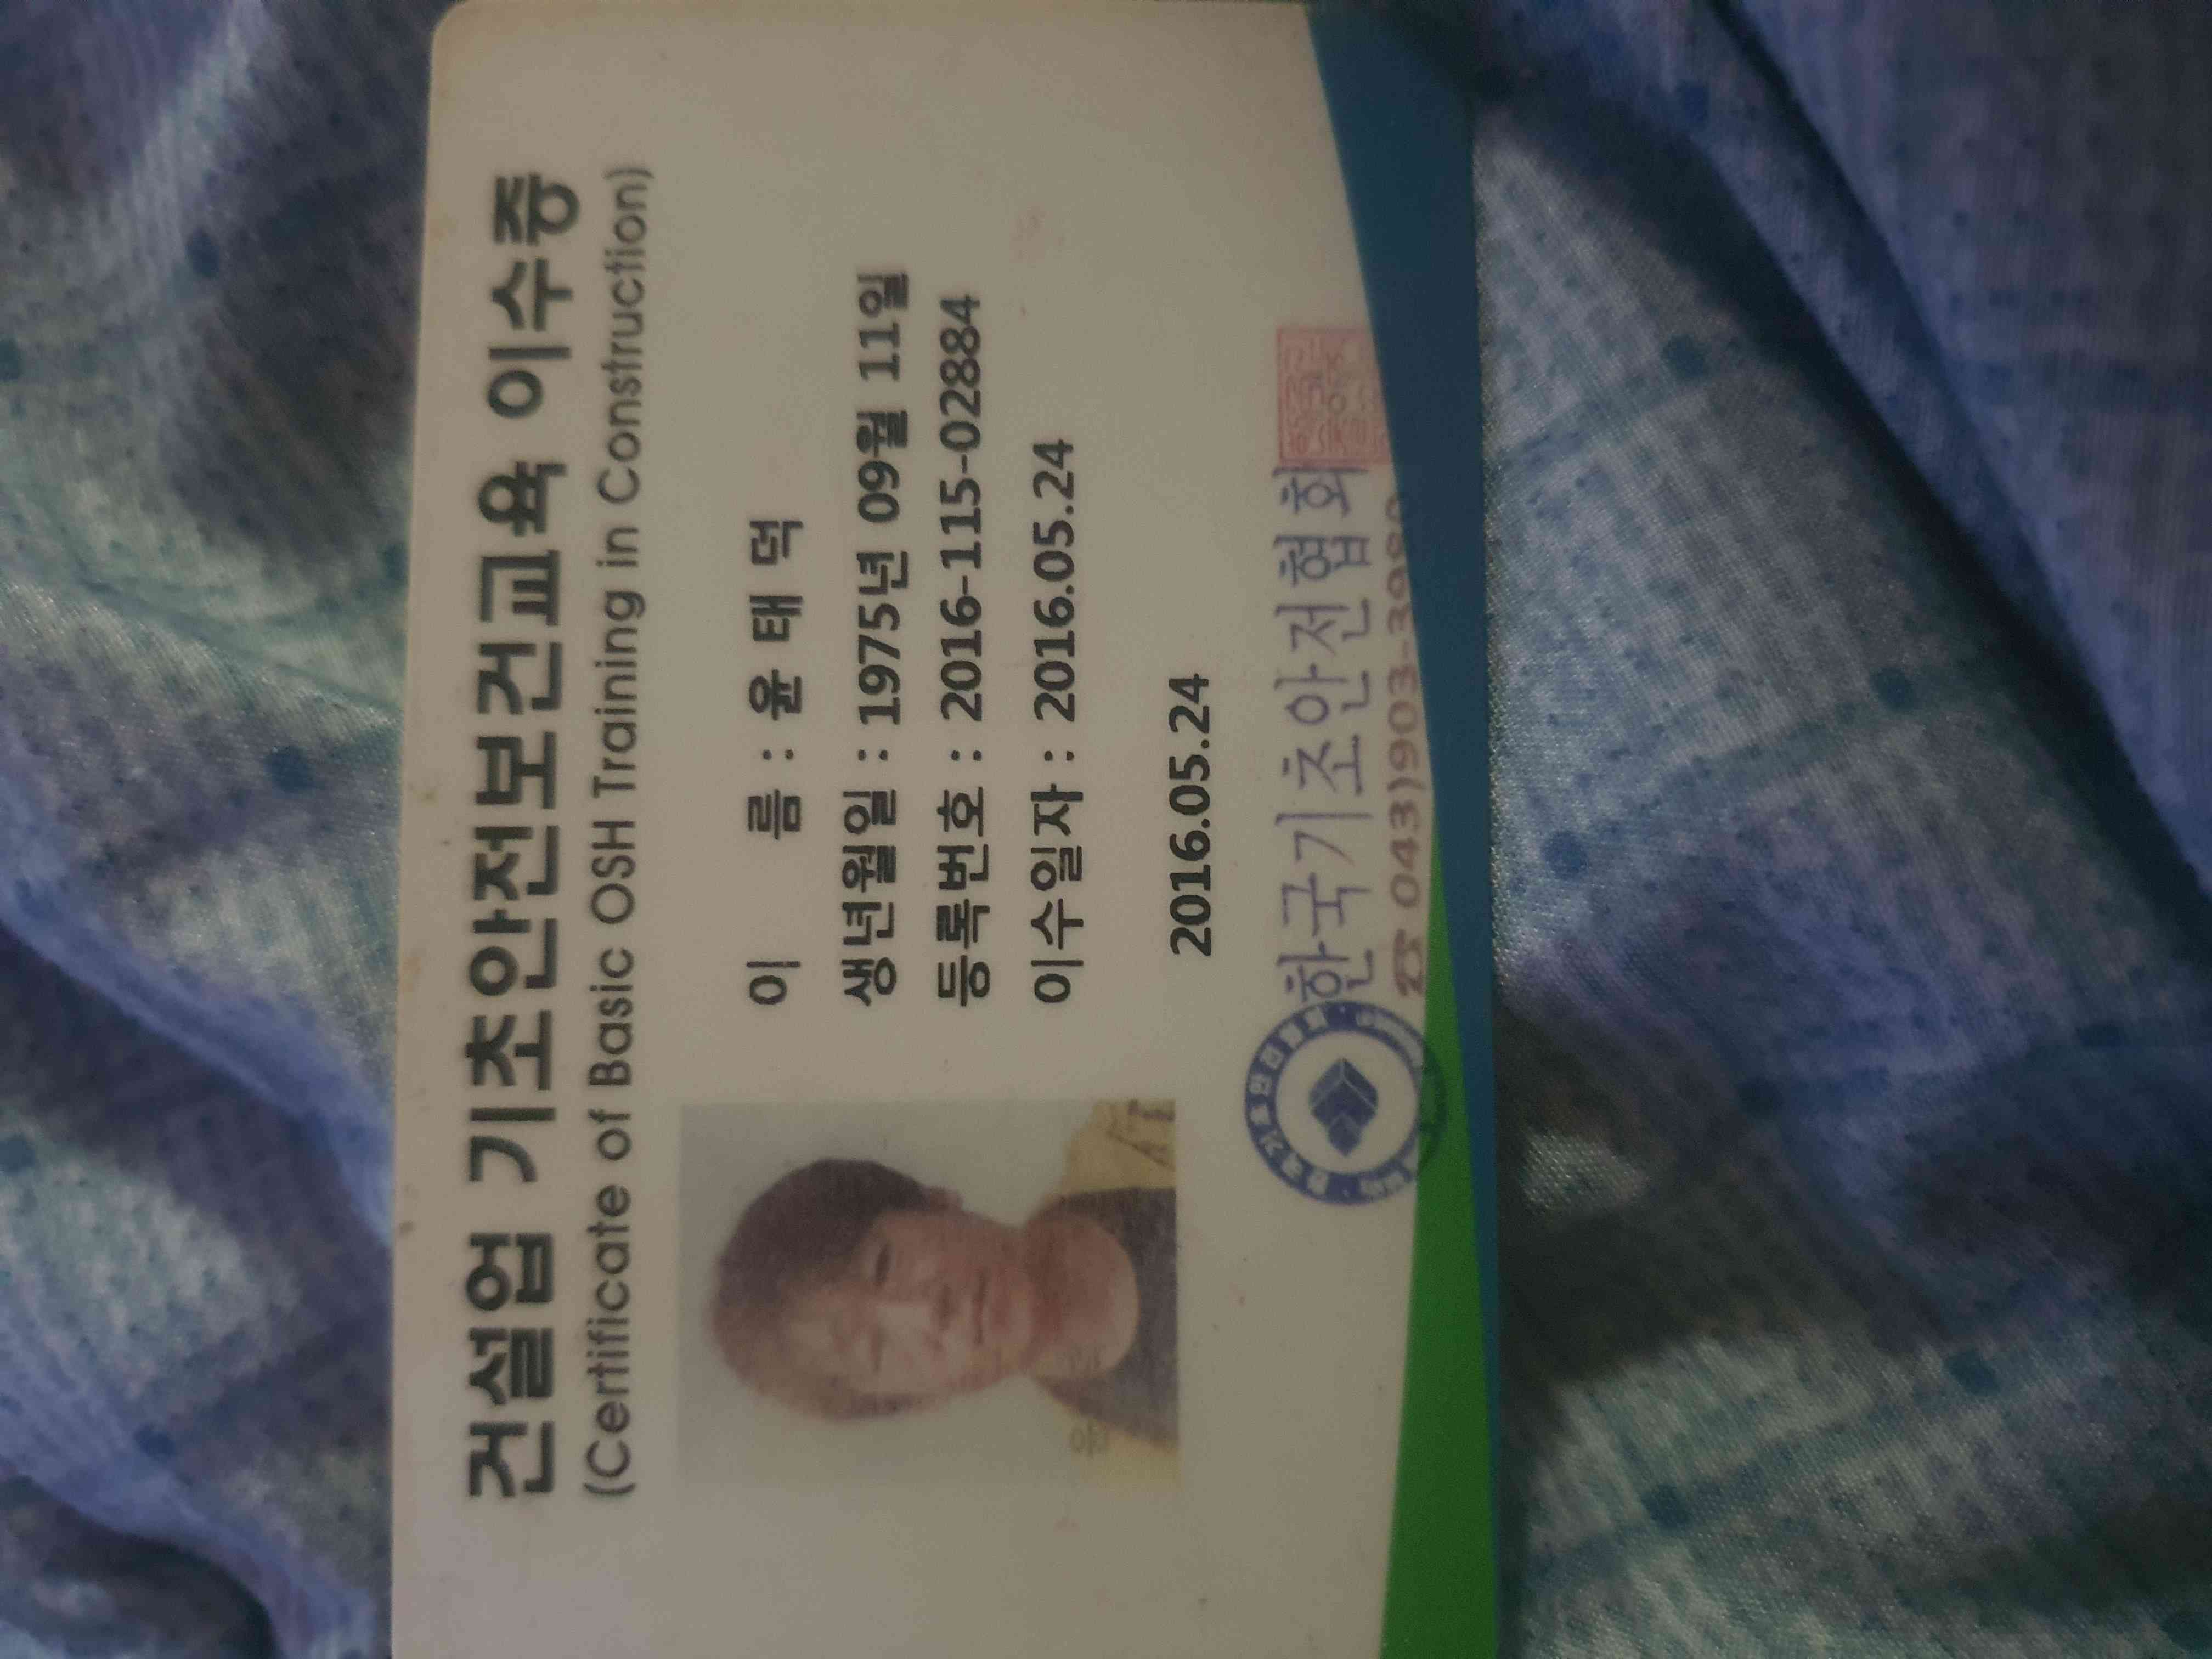 건설업 기초안전보건교육 이수증
(Certificate of Basic OSH Training in Construction)
이 름 : 윤 태 덕
생년월일 : 1975년 09월 11일
등록번호 : 2016-115-02884
이수일자 : 2016.05.24
2016.05.24
한국기초안전협회
☎ 043)903-398